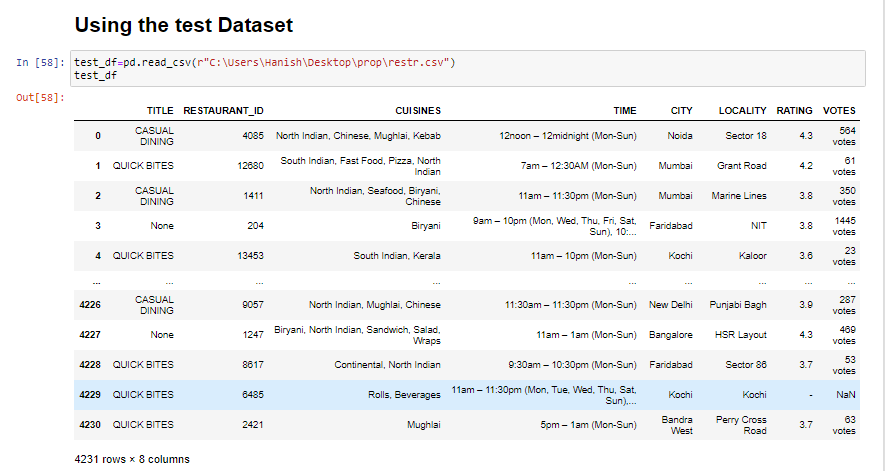 Using the test Dataset
In [58]: test_df=pd.read_csv(r"C:\Users\Hanish\Desktop\prop\restr.csv")
test_df
Out[58]:
TITLE RESTAURANT_ID CUISINES TIME CITY LOCALITY RATING VOTES
0 CASUAL DINING 4085 North Indian, Chinese, Mughlai, Kebab 12noon – 12midnight (Mon-Sun) Noida Sector 18 4.3 564 votes
1 QUICK BITES 12680 South Indian, Fast Food, Pizza, North Indian 7am – 12:30AM (Mon-Sun) Mumbai Grant Road 4.2 61 votes
2 CASUAL DINING 1411 North Indian, Seafood, Biryani, Chinese 11am – 11:30pm (Mon-Sun) Mumbai Marine Lines 3.8 350 votes
3 None 204 Biryani 9am – 10pm (Mon, Wed, Thu, Fri, Sat, Sun), 10:... Faridabad NIT 3.8 1445 votes
4 QUICK BITES 13453 South Indian, Kerala 11am – 10pm (Mon-Sun) Kochi Kaloor 3.6 23 votes
... ... ... ... ... ... ... ... ...
4226 CASUAL DINING 9057 North Indian, Mughlai, Chinese 11:30am – 11:30pm (Mon-Sun) New Delhi Punjabi Bagh 3.9 287 votes
4227 None 1247 Biryani, North Indian, Sandwich, Salad, Wraps 11am – 1am (Mon-Sun) Bangalore HSR Layout 4.3 469 votes
4228 QUICK BITES 8617 Continental, North Indian 9:30am – 10:30pm (Mon-Sun) Faridabad Sector 86 3.7 53 votes
4229 QUICK BITES 6485 Rolls, Beverages 11am – 11:30pm (Mon, Tue, Wed, Thu, Sat, Sun),... Kochi Kochi - NaN
4230 QUICK BITES 2421 Mughlai 5pm – 1am (Mon-Sun) Bandra West Perry Cross Road 3.7 63 votes
4231 rows × 8 columns